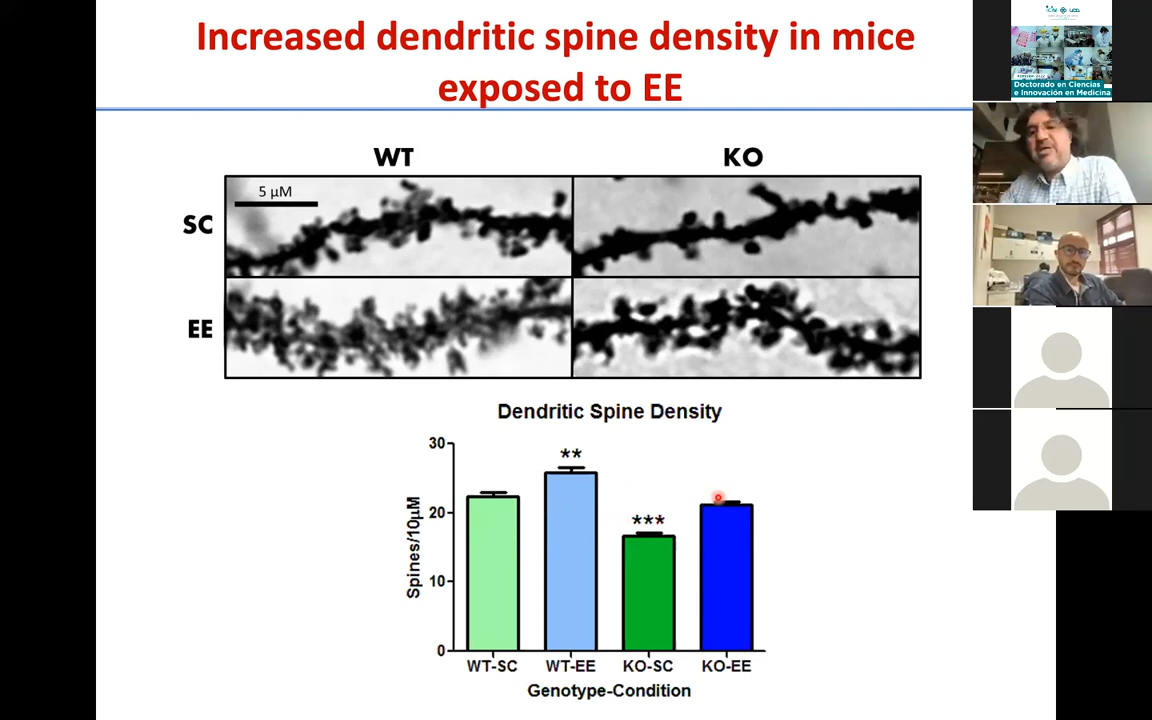 Increased dendritic spine density in mice
exposed to EE
WT
KO
SC
5 µM
EE
Dendritic Spine Density
30
20
10
0
Spines/10µM
**
***
WT-SC
WT-EE
KO-SC
KO-EE
Genotype-Condition
Doctorado en Ciencias
e Innovación en Medicina